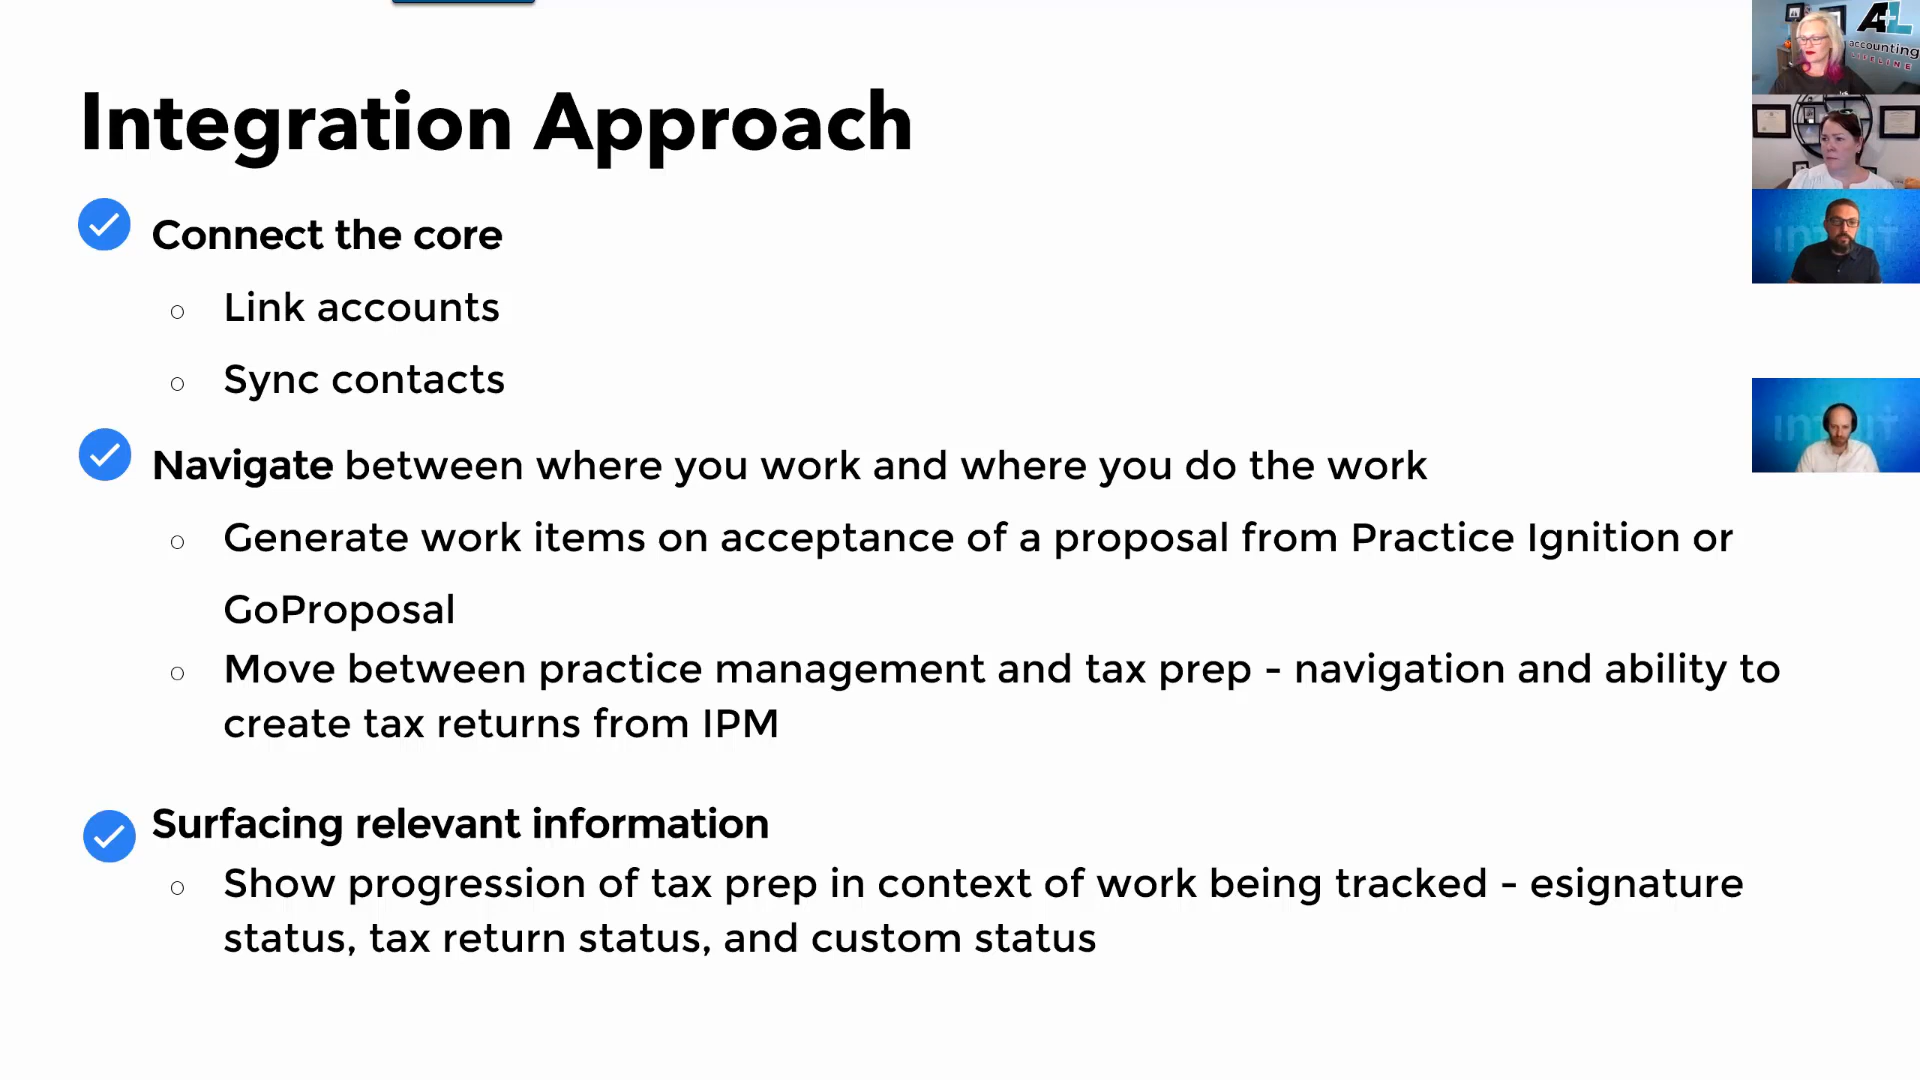 Integration Approach
Connect the core
Link accounts
Sync contacts
Navigate between where you work and where you do the work
Generate work items on acceptance of a proposal from Practice Ignition or
GoProposal
Move between practice management and tax prep - navigation and ability to
create tax returns from IPM
Surfacing relevant information
Show progression of tax prep in context of work being tracked - esignature
status, tax return status, and custom status
A+L
accounting
LIFELINE